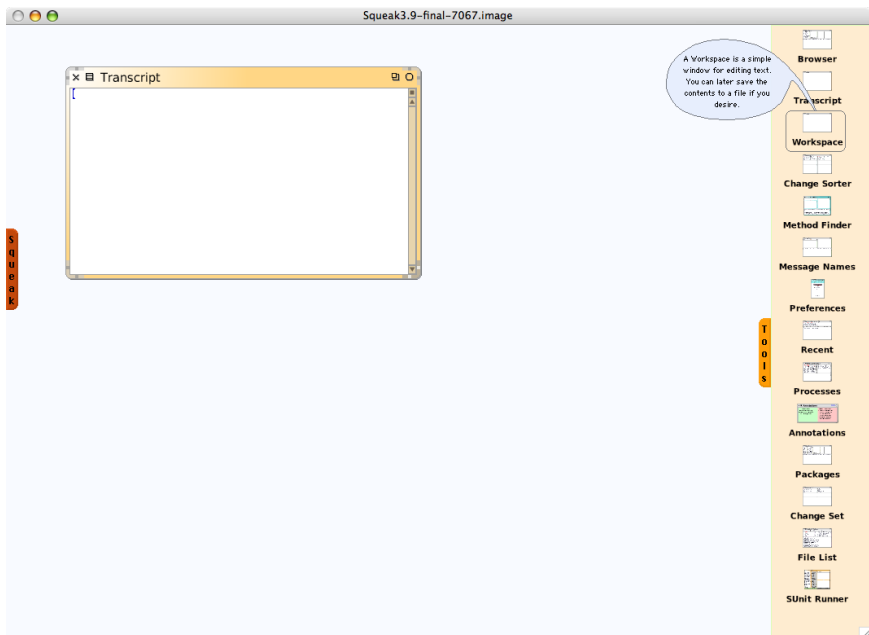 Squeak3.9-final-7067.image
Transcript
A Workspace is a simple
window for editing text.
You can later save the
contents to a file if you
desire.
Squeak
Tools
Browser
Transcript
Workspace
Change Sorter
Method Finder
Message Names
Preferences
Recent
Processes
Annotations
Packages
Change Set
File List
SUnit Runner